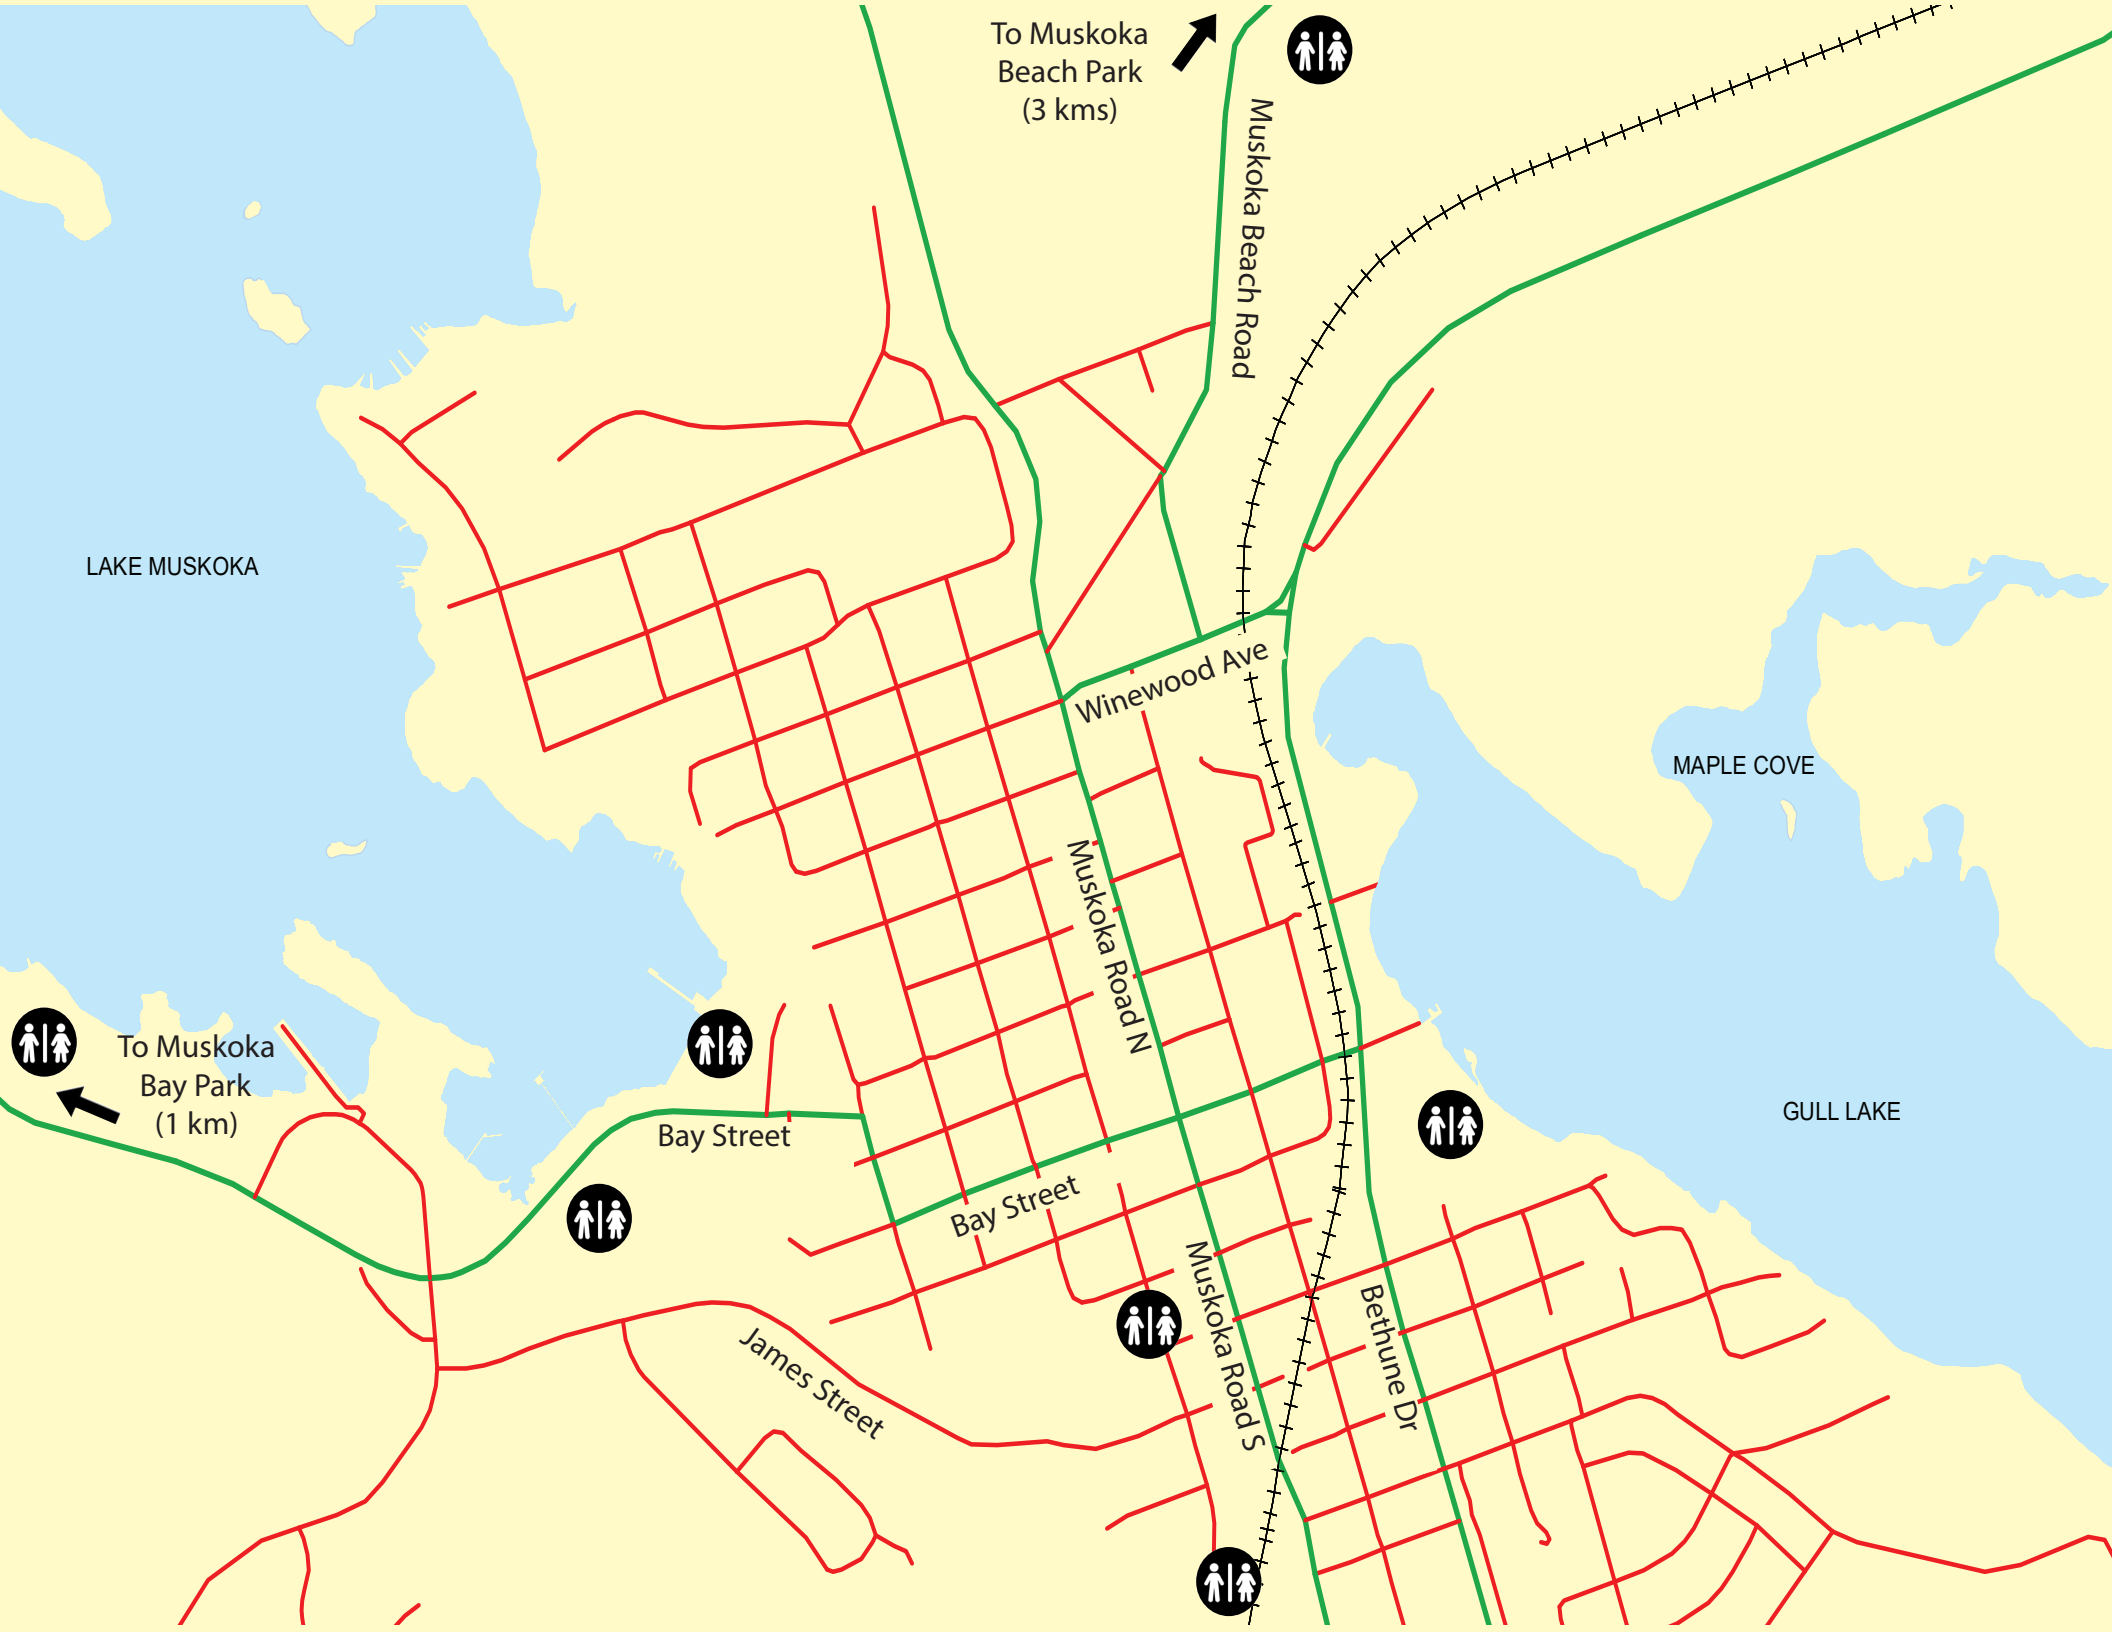 To Muskoka
Beach Park
(3 kms)
Muskoka Beach Road
LAKE MUSKOKA
Winewood Ave
MAPLE COVE
Muskoka Road N
To Muskoka
Bay Park
(1 km)
Bay Street
GULL LAKE
Bay Street
Muskoka Road S
Bethune Dr
James Street